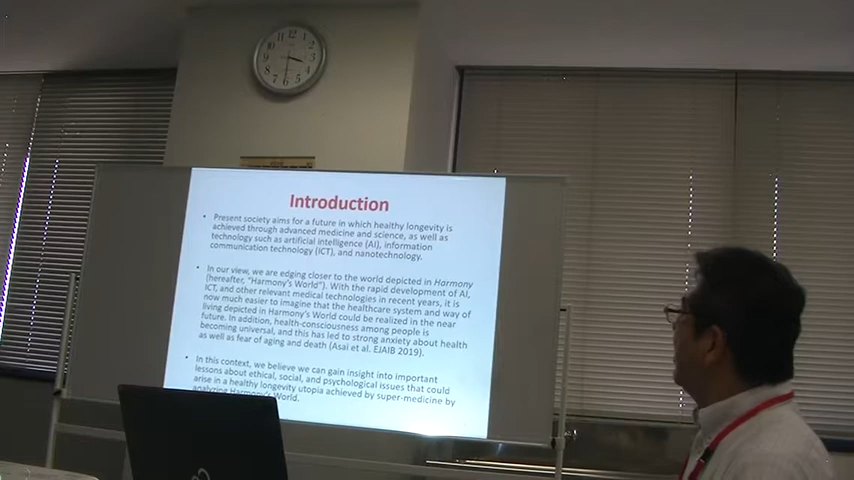 Introduction
• Present society aims for a future in which healthy longevity is
achieved through advanced medicine and science, as well as
technology such as artificial intelligence (AI), information
communication technology (ICT), and nanotechnology.
• In our view, we are edging closer to the world depicted in Harmony
(hereafter, "Harmony's World"). With the rapid development of AI,
ICT, and other relevant medical technologies in recent years, it is
now much easier to imagine that the healthcare system and way of
living depicted in Harmony's World could be realized in the near
future. In addition, health-consciousness among people is
becoming universal, and this has led to strong anxiety about health
as well as fear of aging and death (Asai et al. EJAIB 2019).
• In this context, we believe we can gain insight into important
lessons about ethical, social, and psychological issues that could
arise in a healthy longevity utopia achieved by super-medicine by
analyzing Harmony's World.